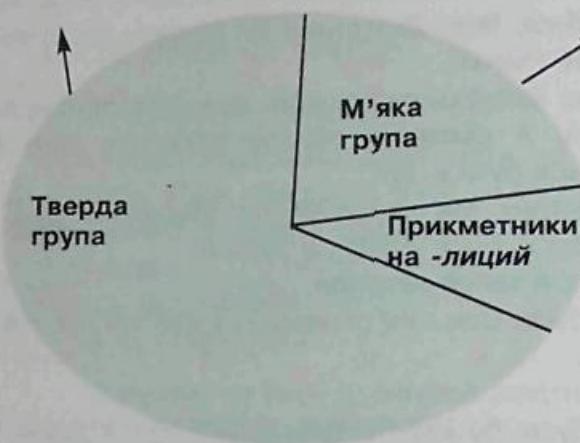 М’яка
група
Тверда
група
Прикметники
на -лиций